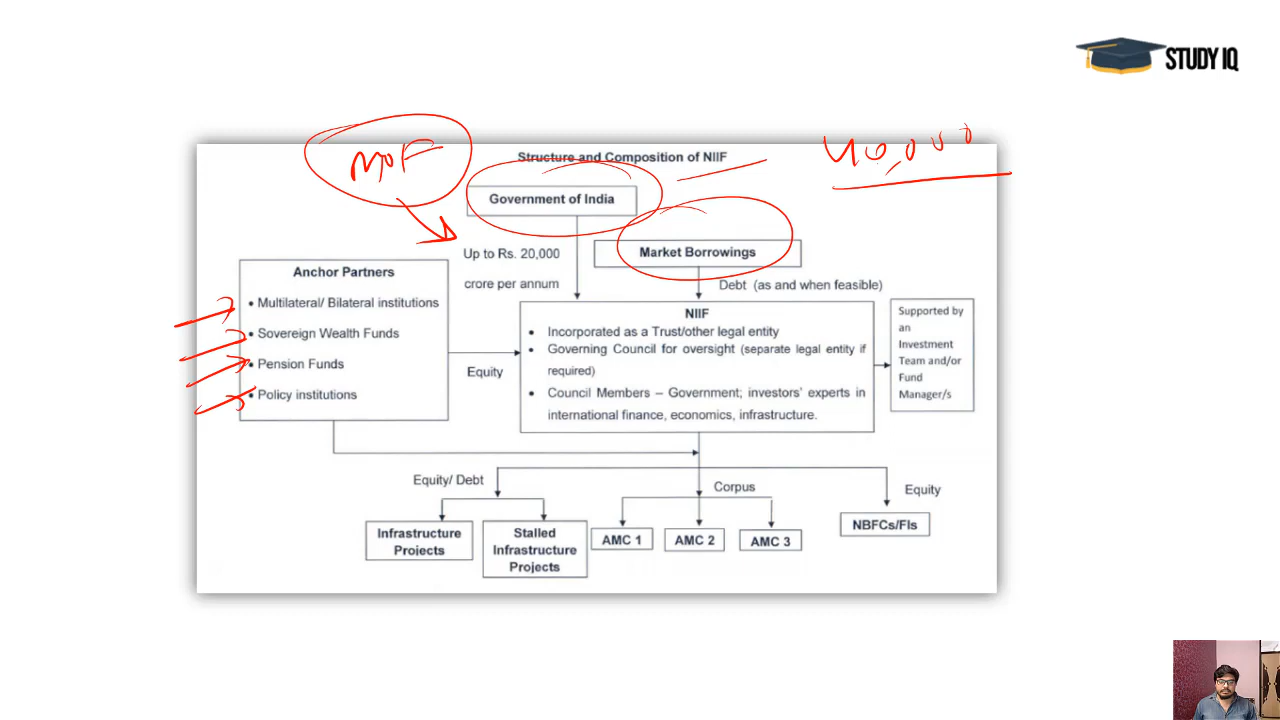 STUDY IQ
MOF
40,000
Structure and Composition of NIIF
Government of India
Market Borrowings
Up to Rs. 20,000
crore per annum
Debt (as and when feasible)
Anchor Partners
• Multilateral/ Bilateral institutions
• Sovereign Wealth Funds
• Pension Funds
• Policy institutions
Equity
NIIF
• Incorporated as a Trust/other legal entity
• Governing Council for oversight (separate legal entity if
required)
• Council Members – Government; investors' experts in
international finance, economics, infrastructure.
Supported by
an
Investment
Team and/or
Fund
Manager/s
Equity/ Debt
Corpus
Equity
Infrastructure
Projects
Stalled
Infrastructure
Projects
AMC 1
AMC 2
AMC 3
NBFCs/FIs